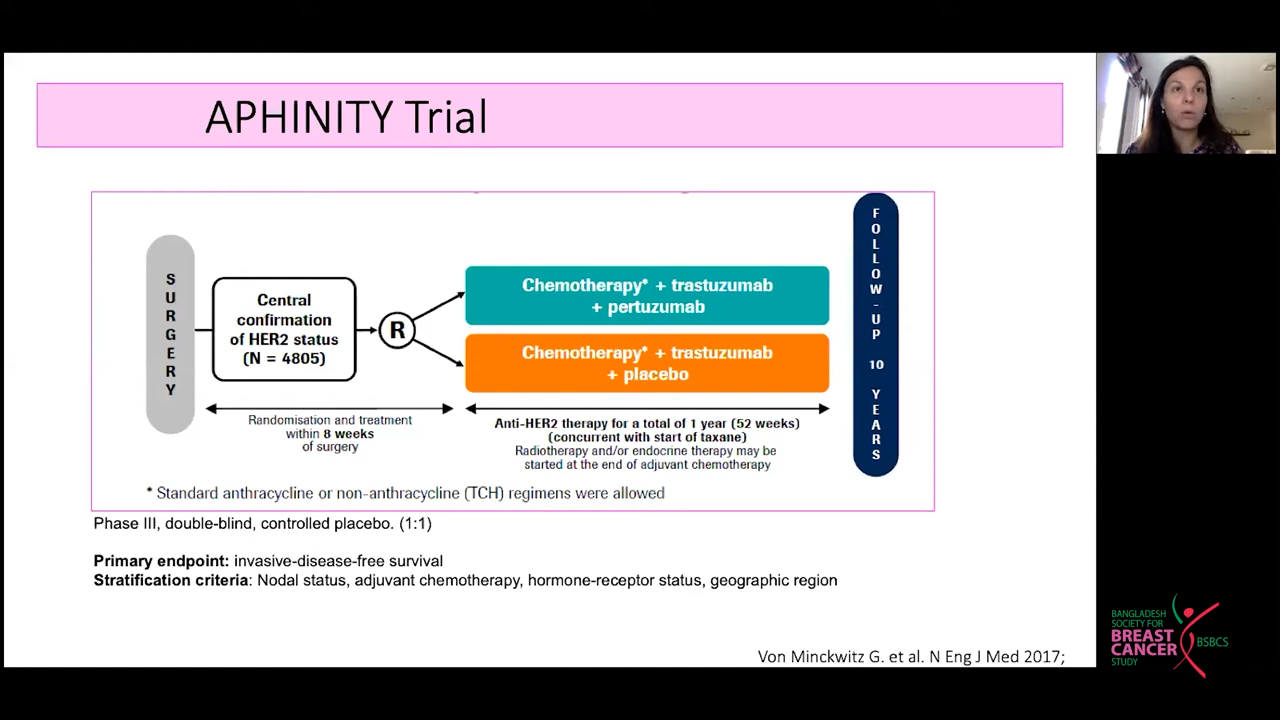 APHINITY Trial
SURGERY
Central
confirmation
of HER2 status
(N = 4805)
R
Chemotherapy* + trastuzumab
+ pertuzumab
Chemotherapy* + trastuzumab
+ placebo
FOLLOW-UP 10 YEARS
Randomisation and treatment
within 8 weeks
of surgery
Anti-HER2 therapy for a total of 1 year (52 weeks)
(concurrent with start of taxane)
Radiotherapy and/or endocrine therapy may be
started at the end of adjuvant chemotherapy
* Standard anthracycline or non-anthracycline (TCH) regimens were allowed
Phase III, double-blind, controlled placebo. (1:1)
Primary endpoint: invasive-disease-free survival
Stratification criteria: Nodal status, adjuvant chemotherapy, hormone-receptor status, geographic region
Von Minckwitz G. et al. N Eng J Med 2017;
BANGLADESH
SOCIETY FOR
BREAST
CANCER
STUDY
BSBCS